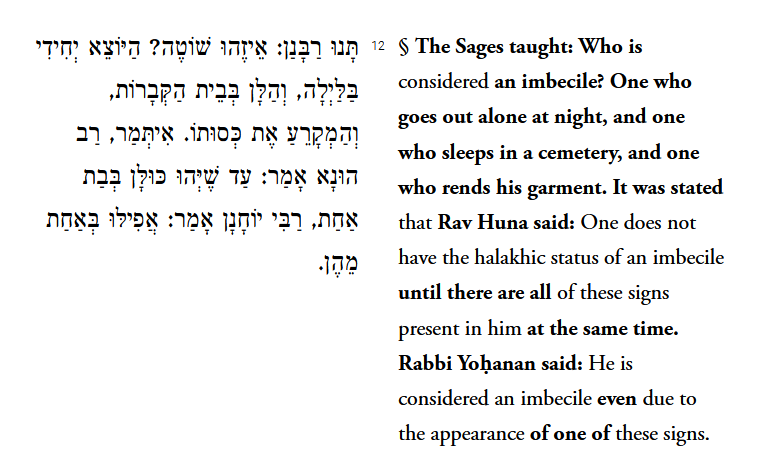 תָּנוּ רַבָּנַן: אֵיזֶהוּ שׁוֹטֶה? הַיּוֹצֵא יְחִידִי
בַּלַּיְלָה, וְהַלָּן בְּבֵית הַקְּבָרוֹת,
וְהַמְקָרֵעַ אֶת כְּסוּתוֹ. אִיתְּמַר, רַב
הוּנָא אָמַר: עַד שֶׁיְּהוּ כּוּלָּן בְּבַת
אַחַת, רַבִּי יוֹחָנָן אָמַר: אֲפִילּוּ בְּאַחַת
מֵהֶן.
12
§ The Sages taught: Who is
considered an imbecile? One who
goes out alone at night, and one
who sleeps in a cemetery, and one
who rends his garment. It was stated
that Rav Huna said: One does not
have the halakhic status of an imbecile
until there are all of these signs
present in him at the same time.
Rabbi Yoḥanan said: He is
considered an imbecile even due to
the appearance of one of these signs.